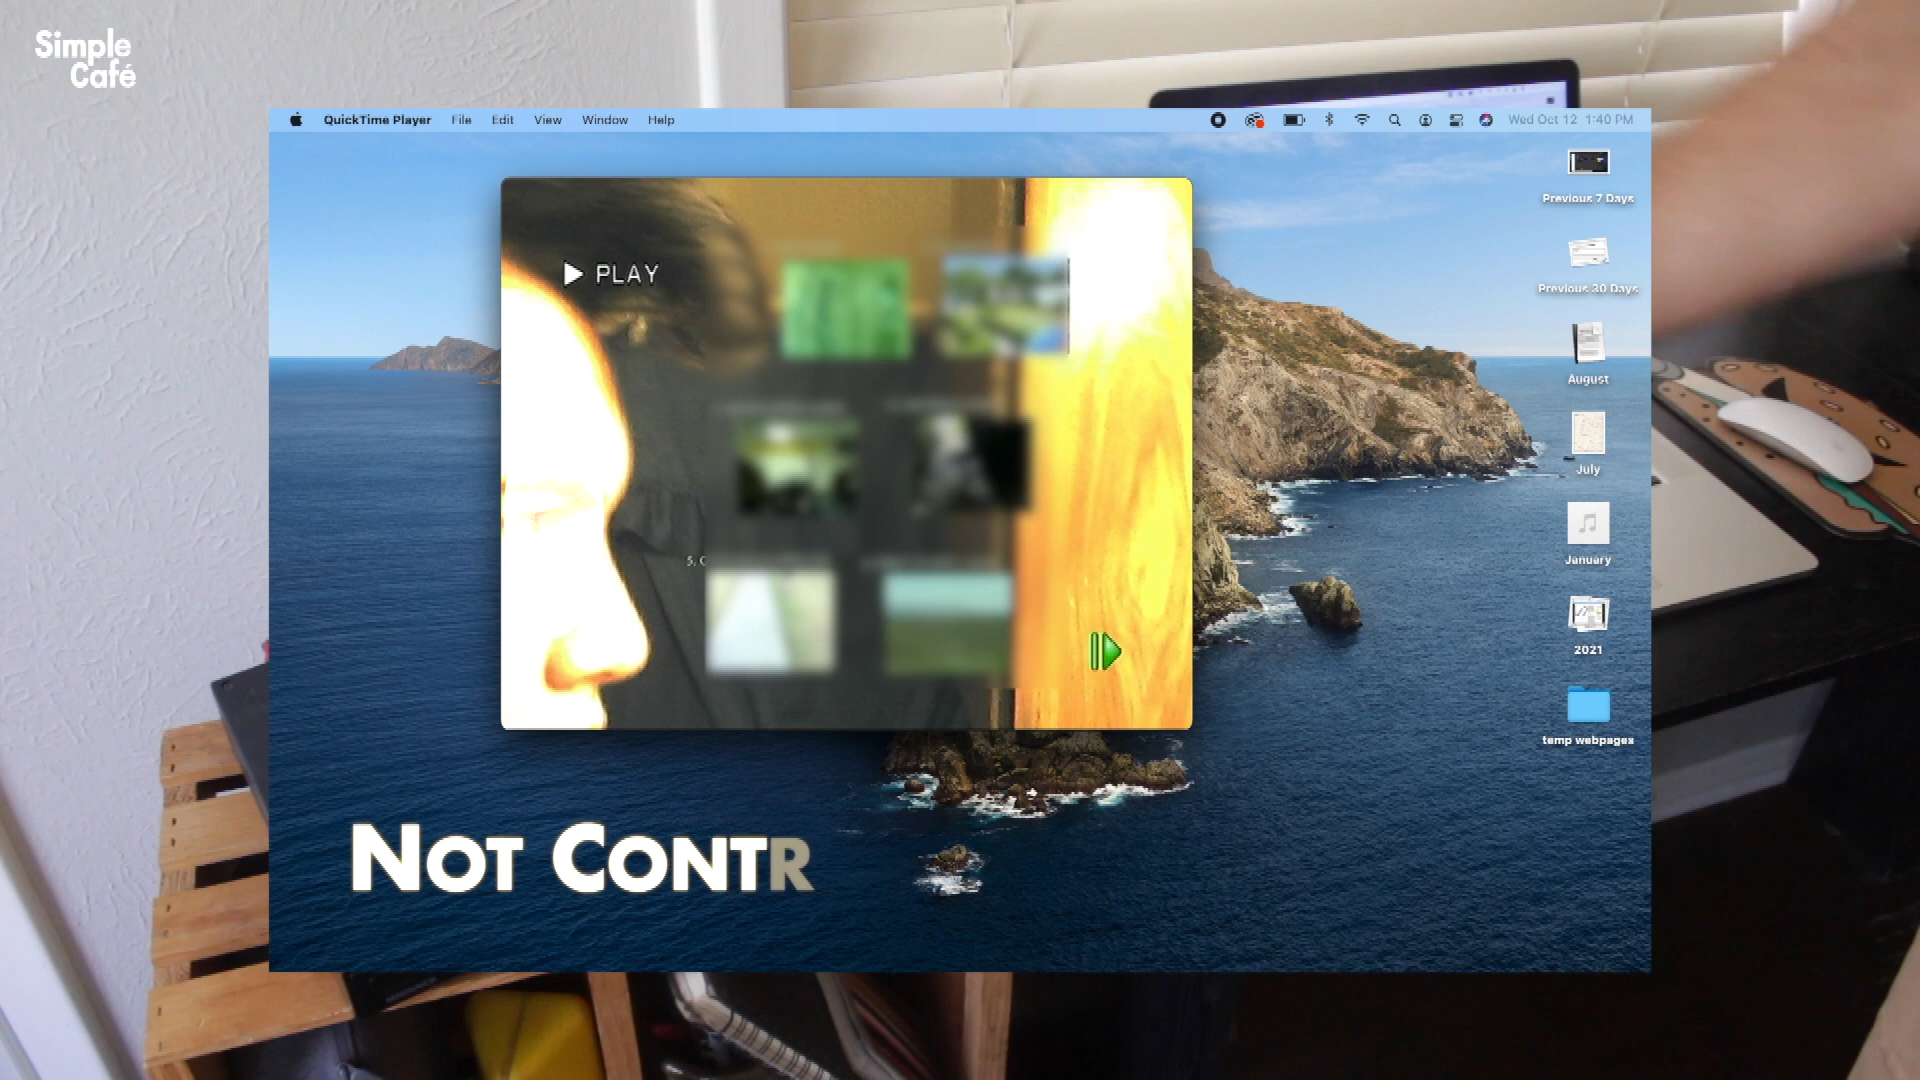 Simple
Café
QuickTime Player File Edit View Window Help Wed Oct 12 1:40 PM
Previous 7 Days
PLAY
Previous 30 Days
August
July
5. C
January
2021
temp webpages
NOT CONTR